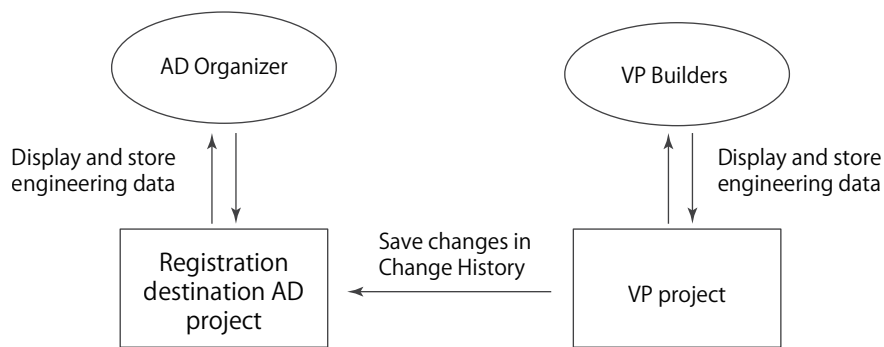 AD Organizer
VP Builders
Display and store
engineering data
Display and store
engineering data
Save changes in
Change History
Registration
destination AD
project
VP project